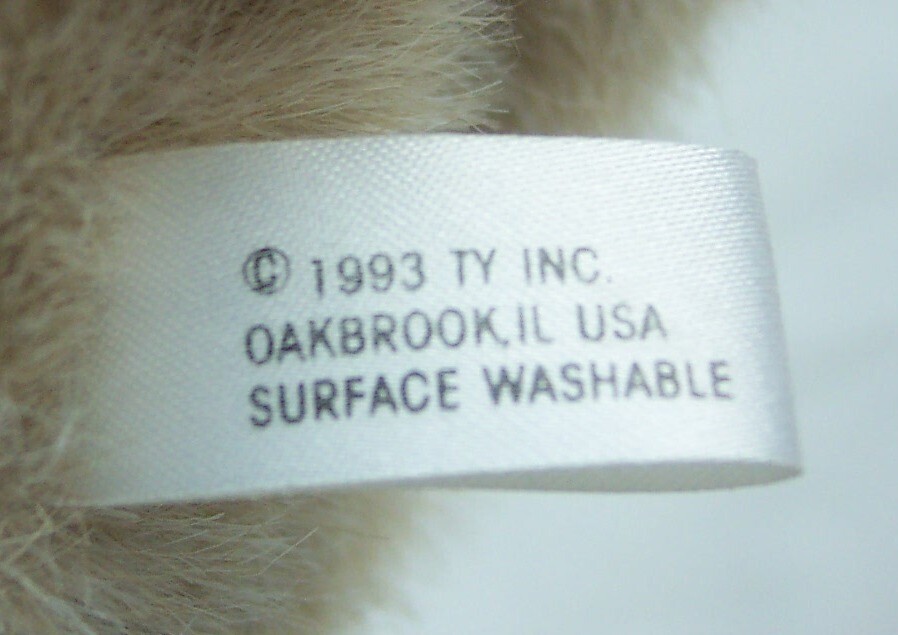 © 1993 TY INC.
OAKBROOK,IL USA
SURFACE WASHABLE